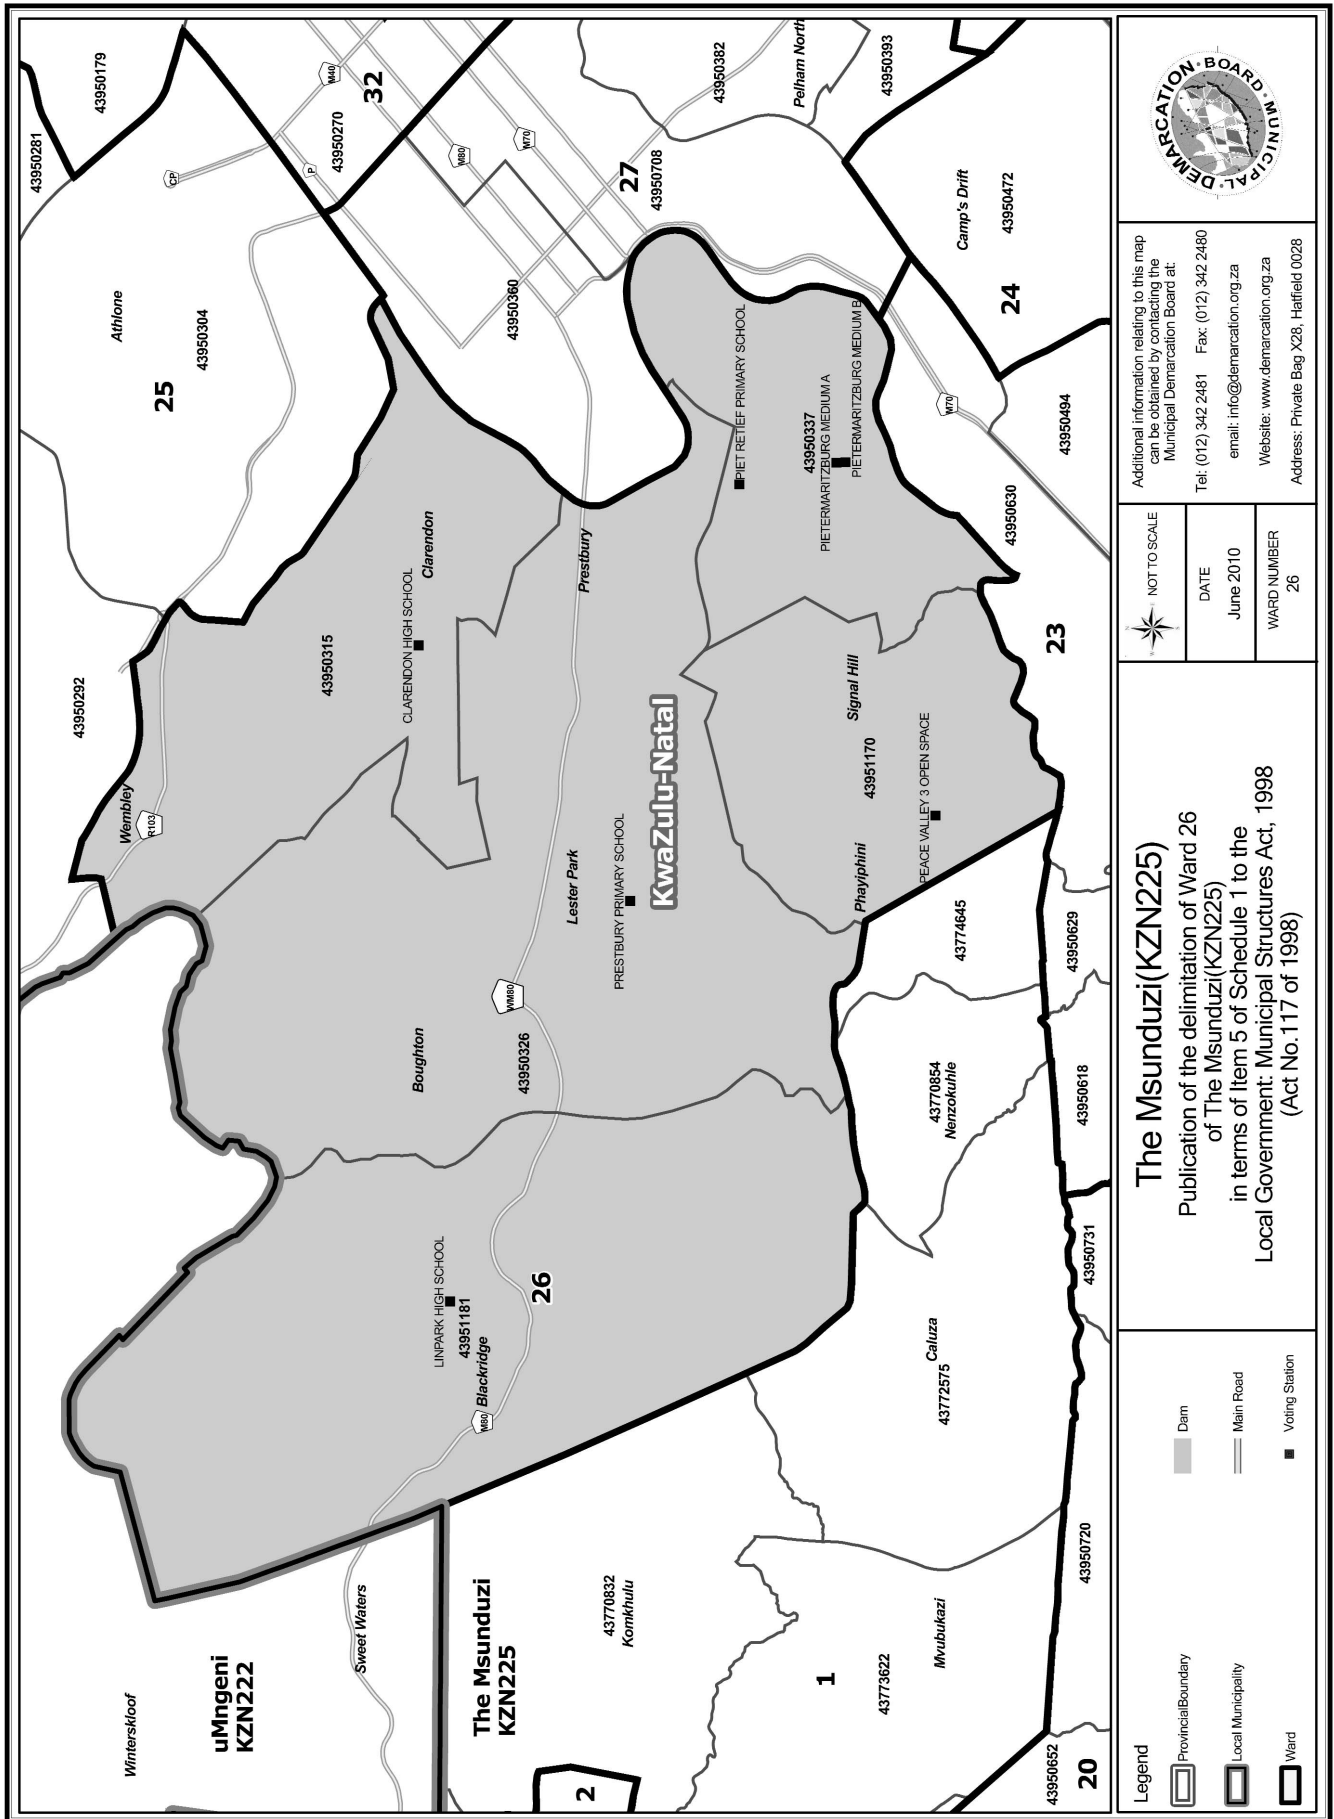 43950281
43950179
CP
M40
32
P
43950270
M80
M70
43950382
Pelham North
43950393
27
43950708
Camp's Drift
43950472
24
Athlone
43950304
25
43950360
43950494
M70
43950630
PIET RETIEF PRIMARY SCHOOL
43950337
PIETERMARITZBURG MEDIUM A
PIETERMARITZBURG MEDIUM B
Clarendon
CLARENDON HIGH SCHOOL
43950315
Prestbury
43950292
Wembley
R103
Signal Hill
43951170
PEACE VALLEY 3 OPEN SPACE
Phayiphini
23
KwaZulu-Natal
Lester Park
PRESTBURY PRIMARY SCHOOL
WM80
43950326
Boughton
43774645
43950629
43770854
Nenzokuhle
43950618
43950731
LINPARK HIGH SCHOOL
43951181
Blackridge
M80
26
Caluza
43772575
43950720
Sweet Waters
Winterskloof
uMngeni
KZN222
The Msunduzi
KZN225
43770832
Komkhulu
1
43773622
Mvubukazi
2
43950652
20
Legend
ProvincialBoundary
Local Municipality
Ward
Dam
Main Road
Voting Station
The Msunduzi(KZN225)
Publication of the delimitation of Ward 26
of The Msunduzi(KZN225)
in terms of Item 5 of Schedule 1 to the
Local Government: Municipal Structures Act, 1998
(Act No.117 of 1998)
NOT TO SCALE
DATE
June 2010
WARD NUMBER
26
Additional information relating to this map
can be obtained by contacting the
Municipal Demarcation Board at:
Tel: (012) 342 2481 Fax: (012) 342 2480
email: info@demarcation.org.za
Website: www.demarcation.org.za
Address: Private Bag X28, Hatfield 0028
MUNICIPAL · DEMARCATION · BOARD